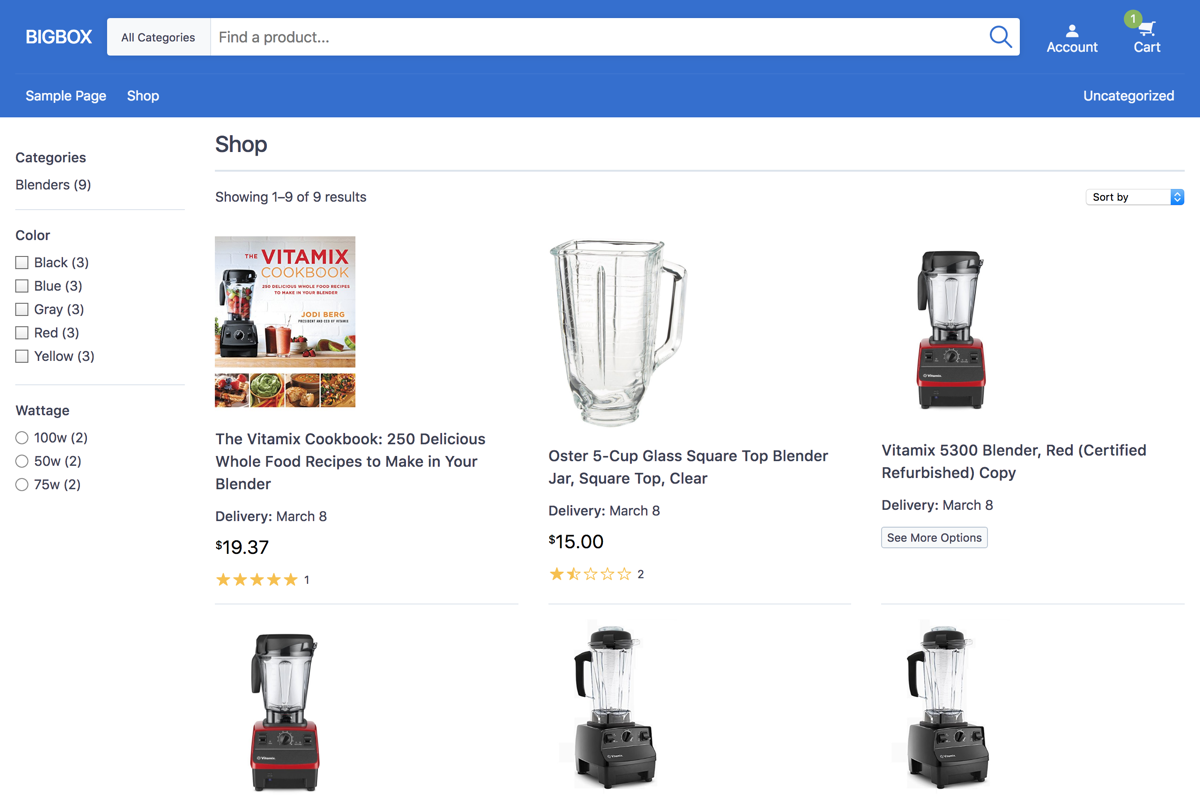 BIGBOX
All Categories
Find a product...
Account
1
Cart
Sample Page
Shop
Uncategorized
Categories
Blenders (9)
Color
Black (3)
Blue (3)
Gray (3)
Red (3)
Yellow (3)
Wattage
100w (2)
50w (2)
75w (2)
Shop
Showing 1–9 of 9 results
Sort by
THE VITAMIX
COOKBOOK
250 DELICIOUS WHOLE FOOD RECIPES
TO MAKE IN YOUR BLENDER
JODI BERG
PRESIDENT AND CEO OF VITAMIX
The Vitamix Cookbook: 250 Delicious
Whole Food Recipes to Make in Your
Blender
Delivery: March 8
$19.37
1
Oster 5-Cup Glass Square Top Blender
Jar, Square Top, Clear
Delivery: March 8
$15.00
2
Vitamix
Vitamix 5300 Blender, Red (Certified
Refurbished) Copy
Delivery: March 8
See More Options
Vitamix
Vitamix
Vitamix